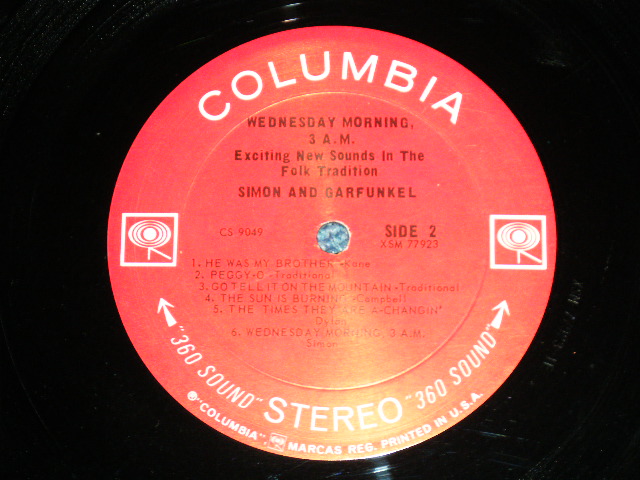 COLUMBIA
WEDNESDAY MORNING,
3 A.M.
Exciting New Sounds In The
Folk Tradition
SIMON AND GARFUNKEL
CS 9049
SIDE 2
XSM 77923
1. HE WAS MY BROTHER -Kane
2. PEGGY-O -Traditional-
3. GO TELL IT ON THE MOUNTAIN -Traditional
4. THE SUN IS BURNING -Campbell
5. THE TIMES THEY ARE A-CHANGIN'
Dylan
6. WEDNESDAY MORNING, 3 A.M.
Simon
"360 SOUND" STEREO "360 SOUND"
®"COLUMBIA", MARCAS REG. PRINTED IN U.S.A.